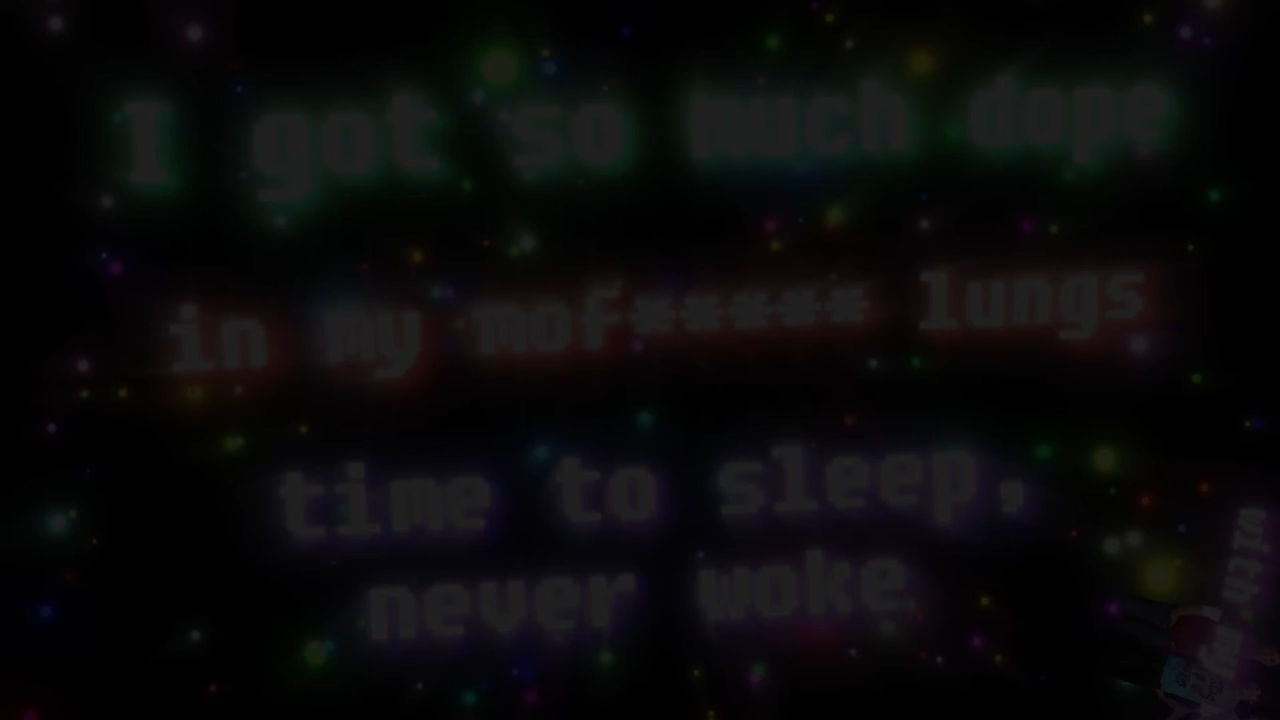 I got so much dope
in my mof***** lungs
time to sleep,
never woke